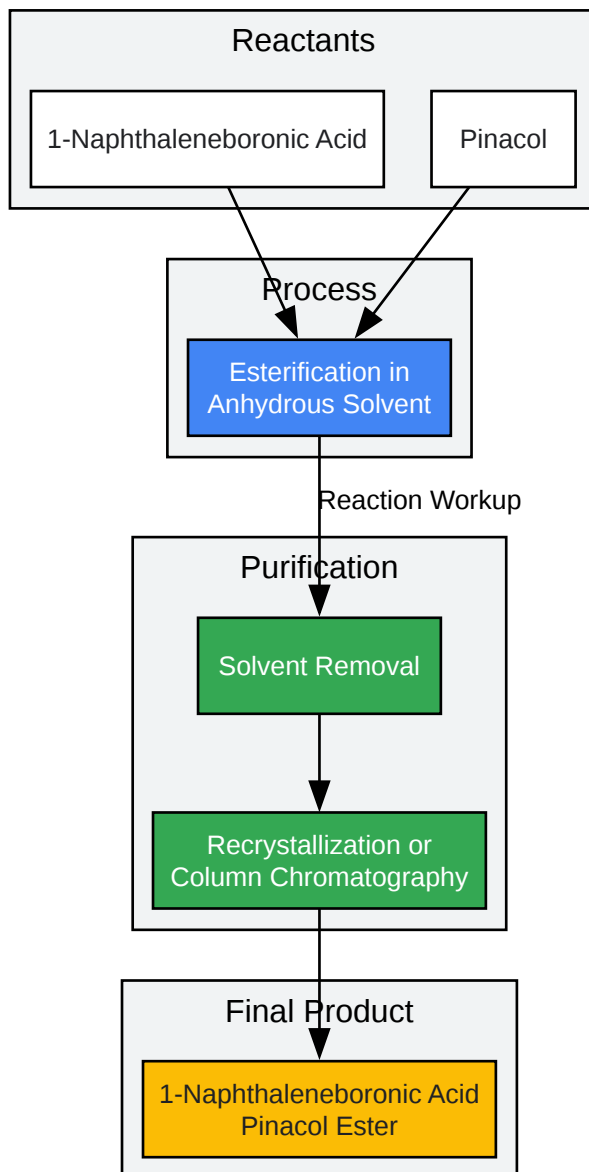 Reactants
1-Naphthaleneboronic Acid
Pinacol
Process
Esterification in
Anhydrous Solvent
Reaction Workup
Purification
Solvent Removal
Recrystallization or
Column Chromatography
Final Product
1-Naphthaleneboronic Acid
Pinacol Ester